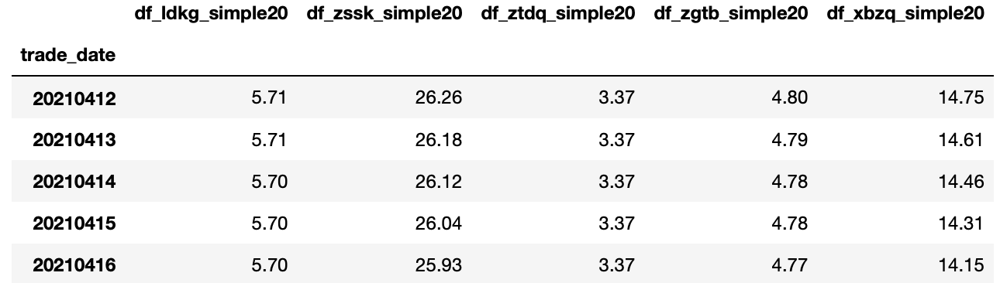 df_ldkg_simple20 df_zssk_simple20 df_ztdq_simple20 df_zgtb_simple20 df_xbzq_simple20
trade_date
20210412 5.71 26.26 3.37 4.80 14.75
20210413 5.71 26.18 3.37 4.79 14.61
20210414 5.70 26.12 3.37 4.78 14.46
20210415 5.70 26.04 3.37 4.78 14.31
20210416 5.70 25.93 3.37 4.77 14.15